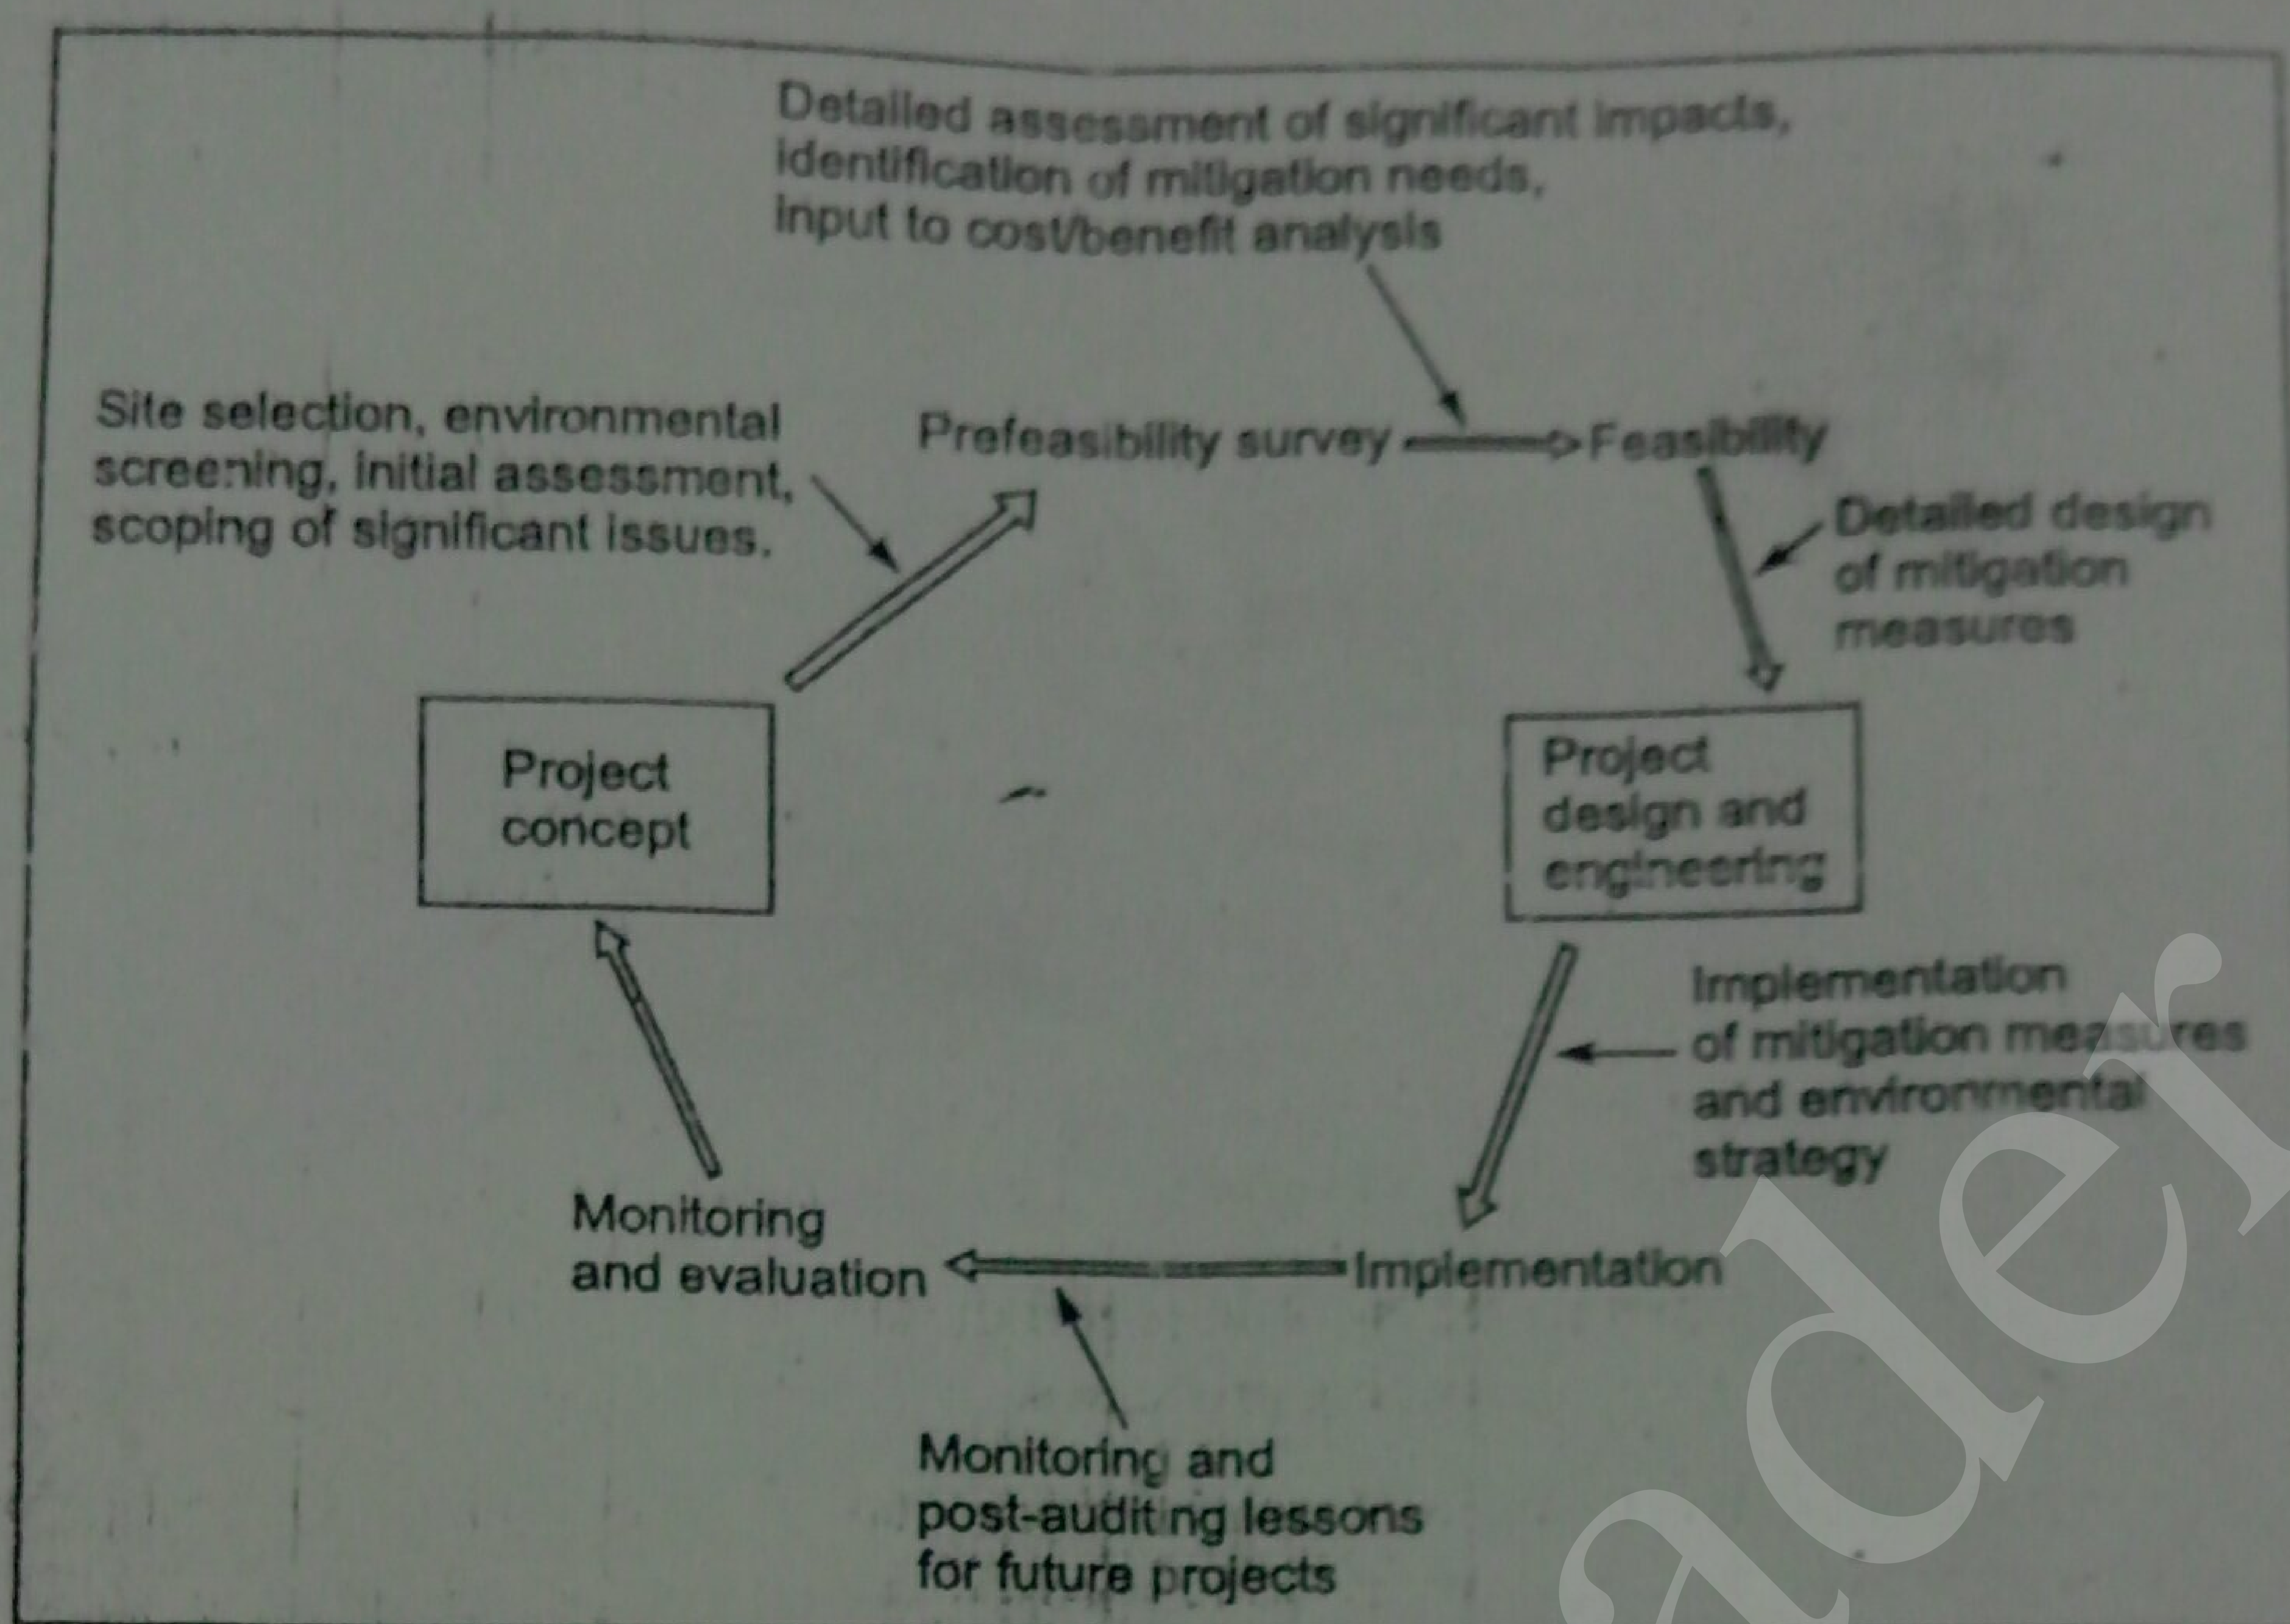 Detailed assessment of significant impacts,
identification of mitigation needs,
input to cost/benefit analysis
Site selection, environmental
screening, initial assessment,
scoping of significant issues.
Prefeasibility survey
Feasibility
Detailed design
of mitigation
measures
Project
concept
Project
design and
engineering
Implementation
of mitigation measures
and environmental
strategy
Monitoring
and evaluation
Implementation
Monitoring and
post-auditing lessons
for future projects
ader